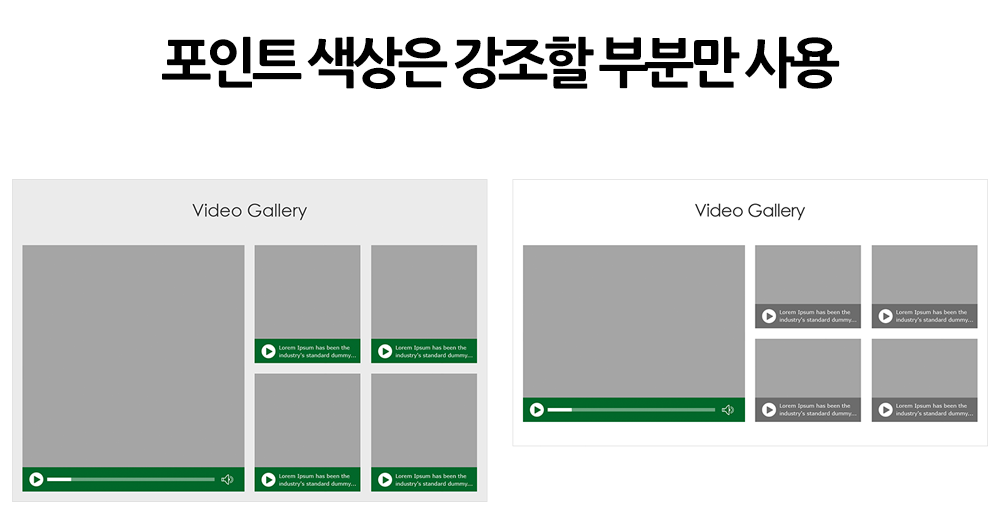 포인트 색상은 강조할 부분만 사용
Video Gallery
Lorem Ipsum has been the
industry's standard dummy...
Lorem Ipsum has been the
industry's standard dummy...
Lorem Ipsum has been the
industry's standard dummy...
Lorem Ipsum has been the
industry's standard dummy...
Video Gallery
Lorem Ipsum has been the
industry's standard dummy...
Lorem Ipsum has been the
industry's standard dummy...
Lorem Ipsum has been the
industry's standard dummy...
Lorem Ipsum has been the
industry's standard dummy...